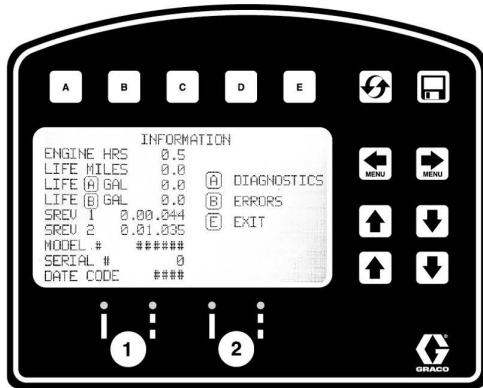 A B C D E
INFORMATION
ENGINE HRS 0.5
LIFE MILES 0.0
LIFE A GAL 0.0
LIFE B GAL 0.0
SREV 1 0.00.044
SREV 2 0.01.035
MODEL # ######
SERIAL # 0
DATE CODE ####
A DIAGNOSTICS
B ERRORS
E EXIT
MENU MENU
1 2
GRACO